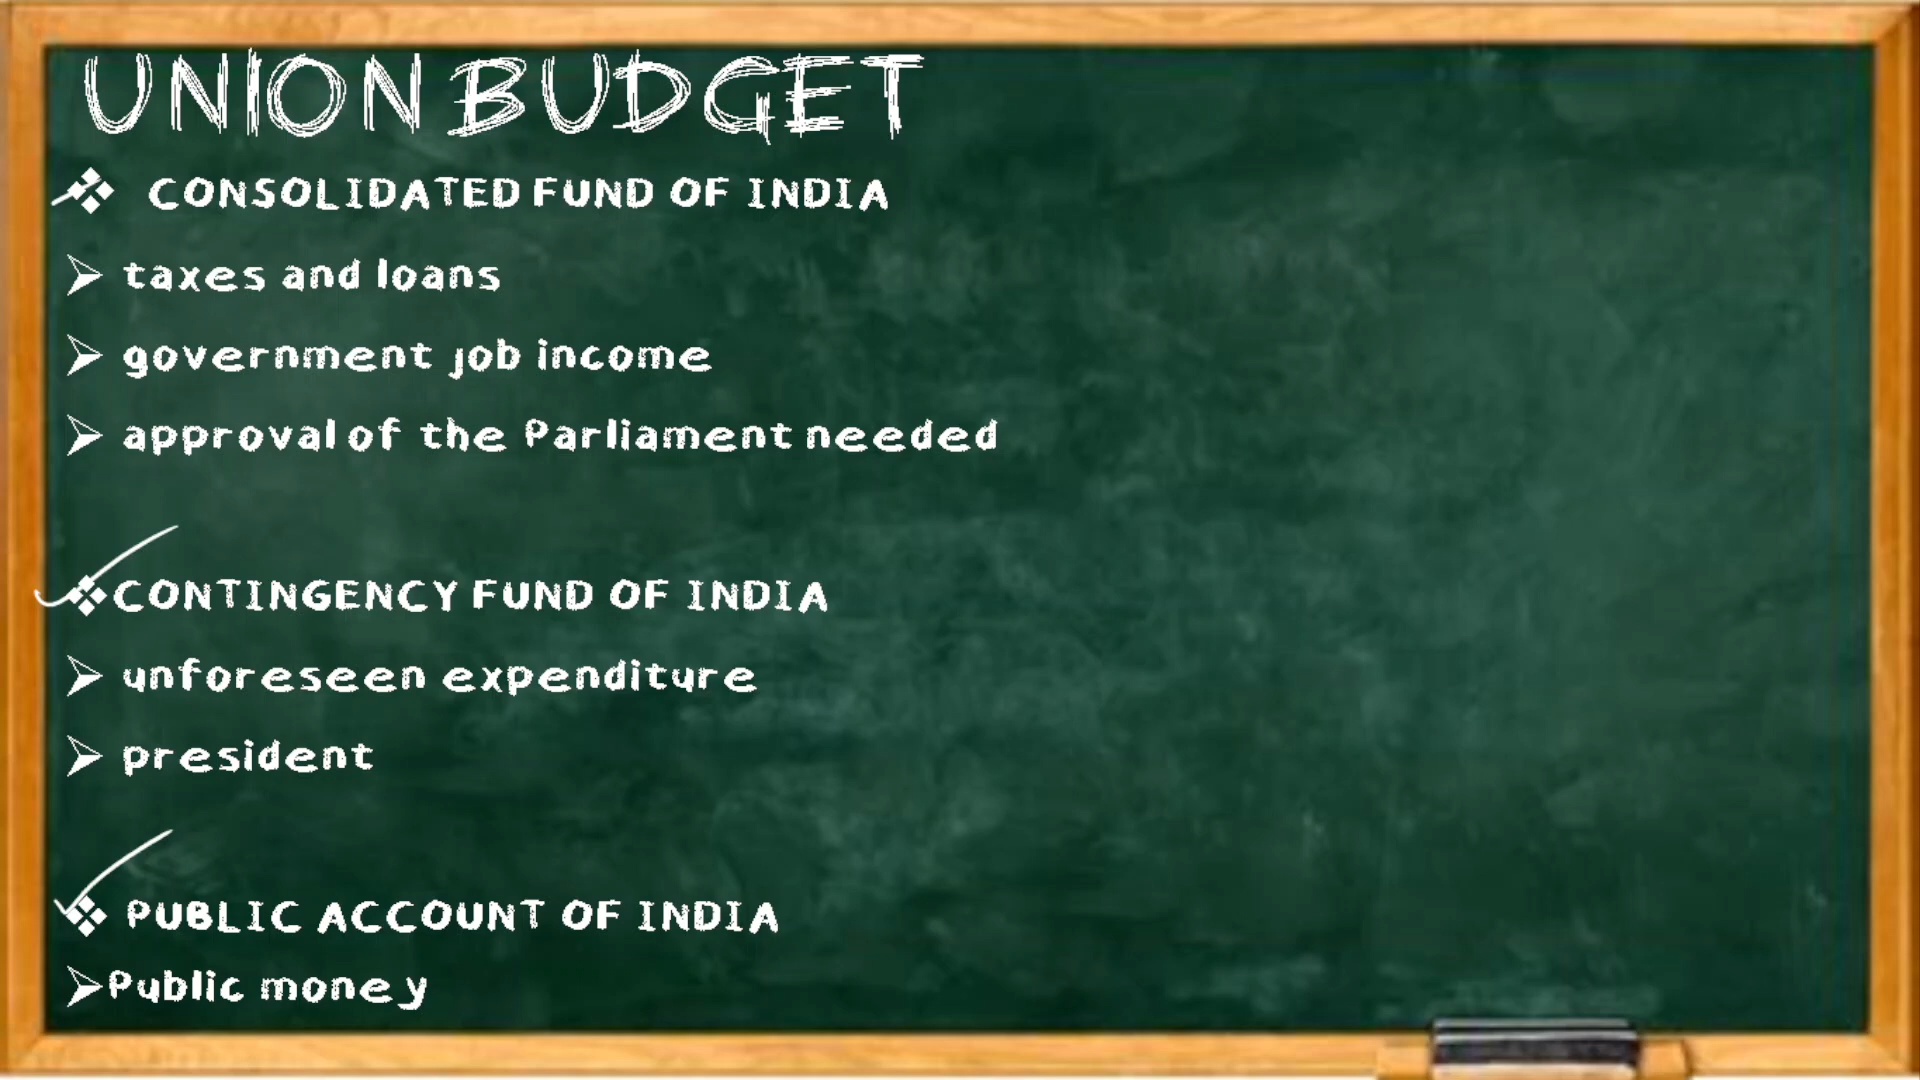 UNION BUDGET
CONSOLIDATED FUND OF INDIA
taxes and loans
government job income
approval of the Parliament needed
CONTINGENCY FUND OF INDIA
unforeseen expenditure
president
PUBLIC ACCOUNT OF INDIA
Public money